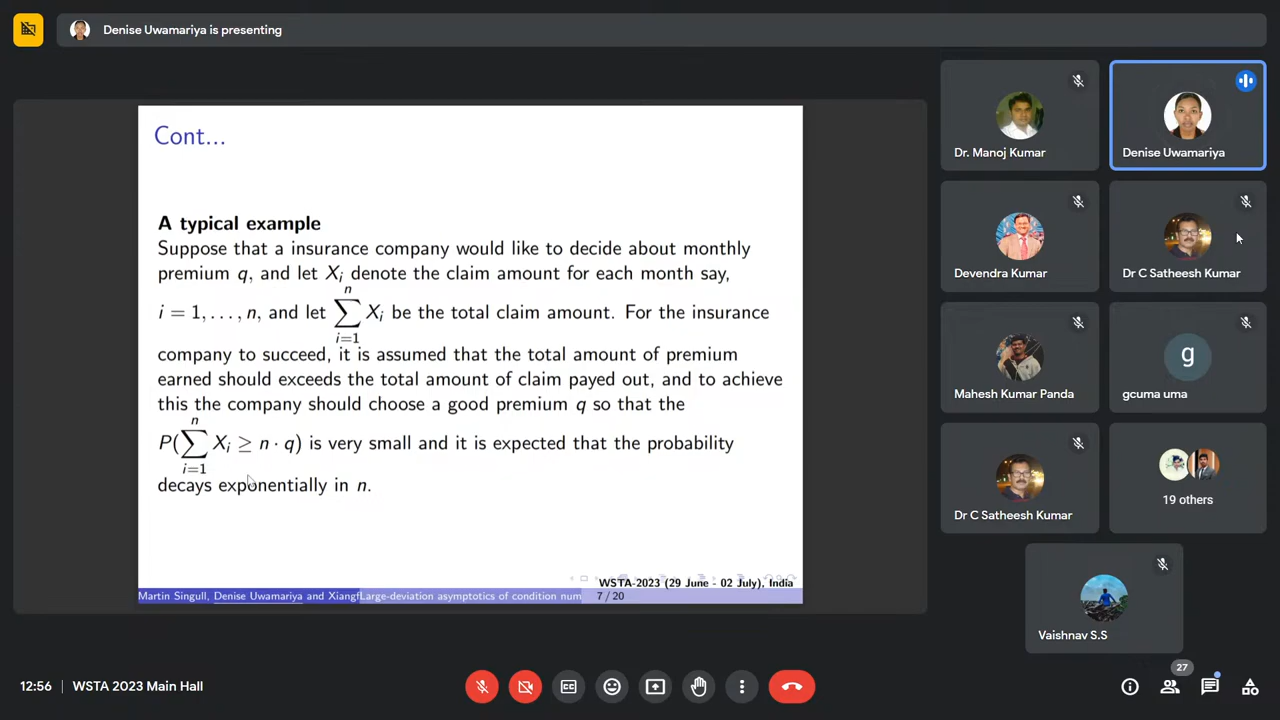 Denise Uwamariya is presenting
Cont...
A typical example
Suppose that a insurance company would like to decide about monthly
premium q, and let Xᵢ denote the claim amount for each month say,
i = 1, . . . , n, and let ∑ᵢ₌₁ⁿ Xᵢ be the total claim amount. For the insurance
company to succeed, it is assumed that the total amount of premium
earned should exceeds the total amount of claim payed out, and to achieve
this the company should choose a good premium q so that the
P(∑ᵢ₌₁ⁿ Xᵢ ≥ n · q) is very small and it is expected that the probability
decays exponentially in n.
WSTA-2023 (29 June - 02 July), India
Martin Singull, Denise Uwamariya and Xiangf Large-deviation asymptotics of condition num 7 / 20
Dr. Manoj Kumar
Denise Uwamariya
Devendra Kumar
Dr C Satheesh Kumar
Mahesh Kumar Panda
g
gcuma uma
Dr C Satheesh Kumar
19 others
Vaishnav S.S
12:56 | WSTA 2023 Main Hall
27